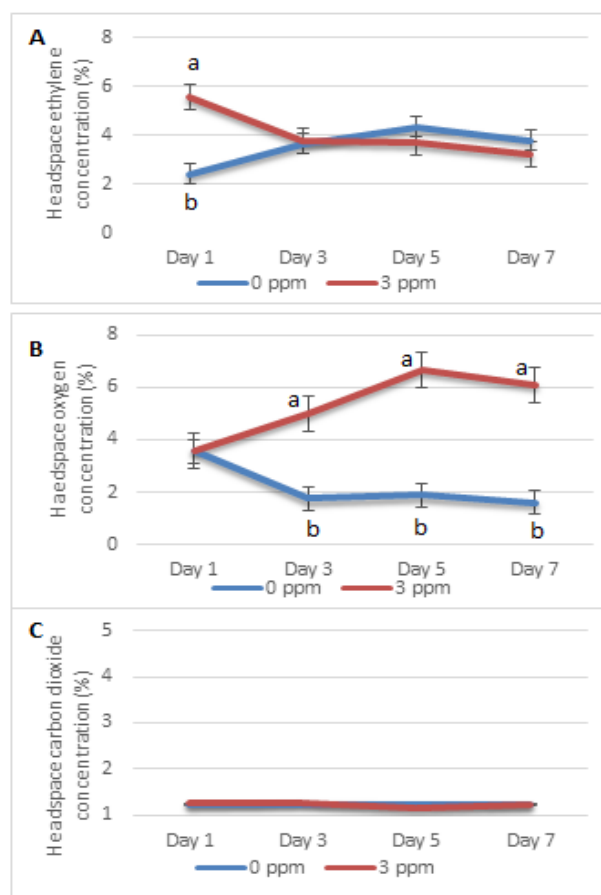 A
Headspace ethylene
concentration (%)
8
6
4
2
0
a
b
Day 1 Day 3 Day 5 Day 7
0 ppm 3 ppm
B
Haedspace oxygen
concentration (%)
8
6
4
2
0
a
a
a
b
b
b
Day 1 Day 3 Day 5 Day 7
0 ppm 3 ppm
C
Headspace carbon dioxide
concentration (%)
5
4
3
2
1
Day 1 Day 3 Day 5 Day 7
0 ppm 3 ppm